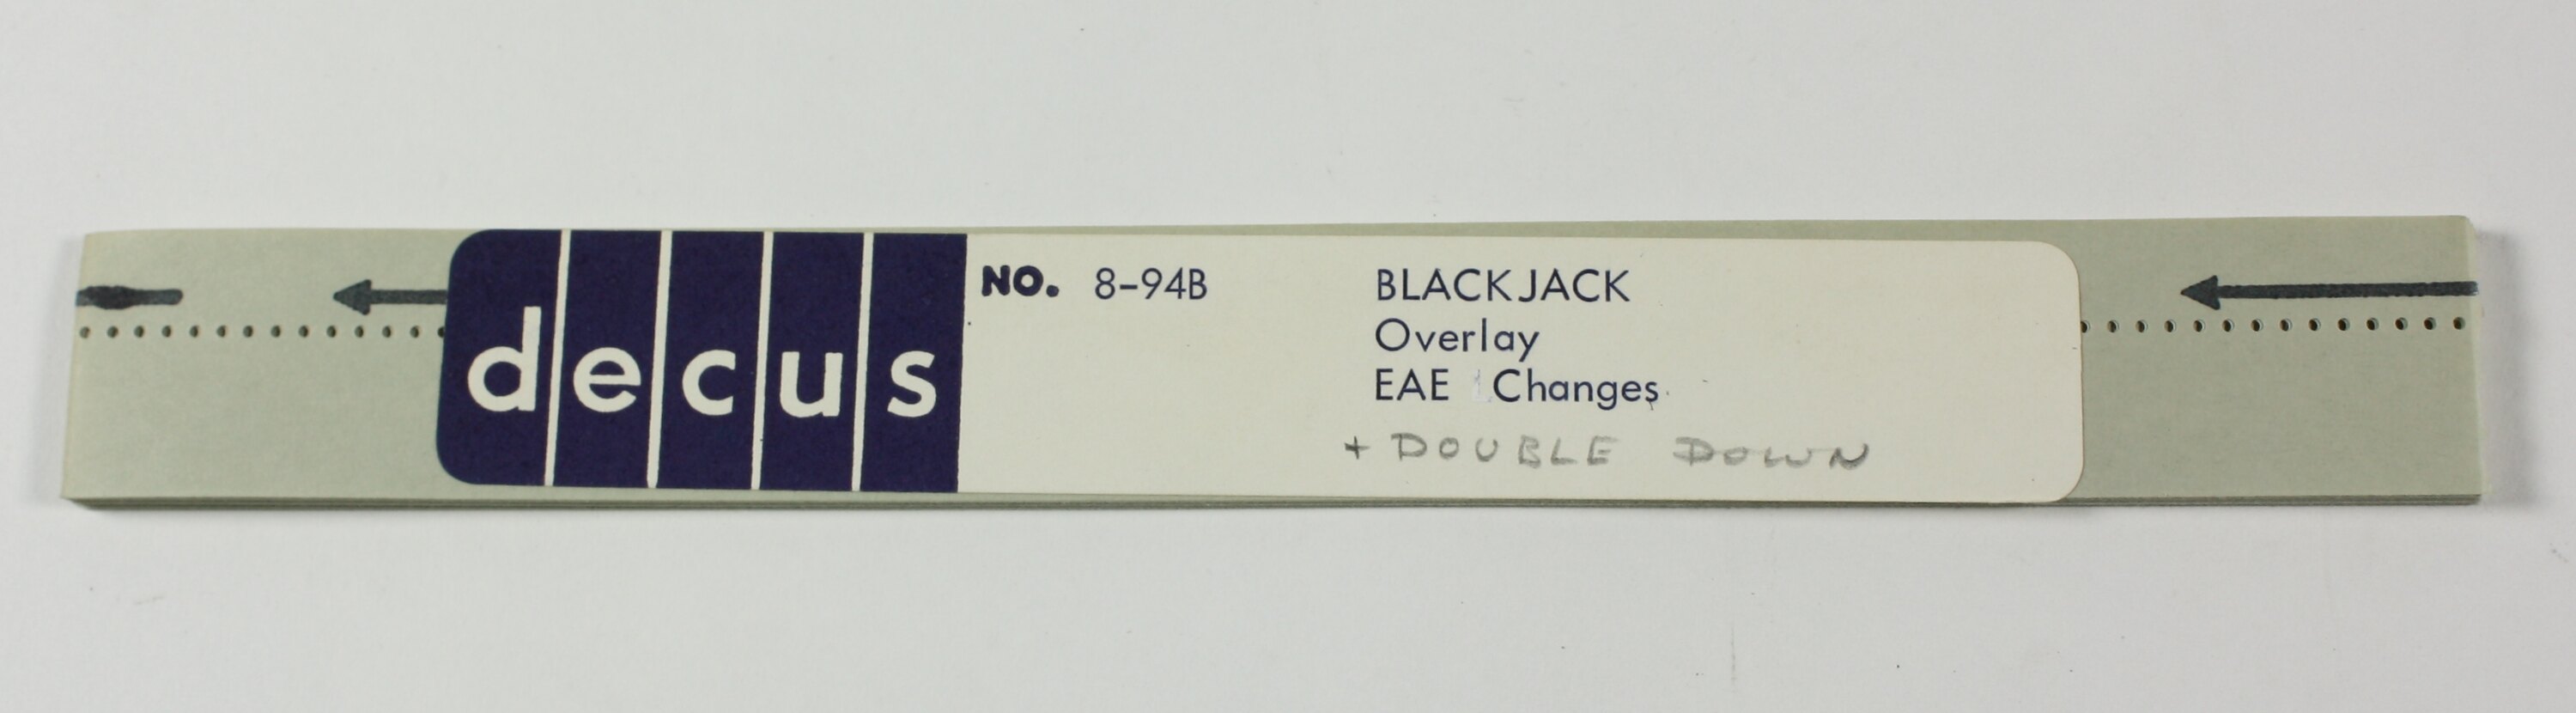 decus
NO. 8-94B
BLACKJACK
Overlay
EAE Changes
+ DOUBLE DOWN